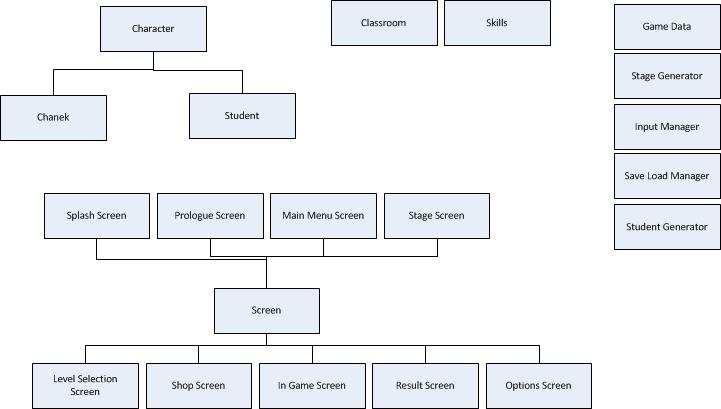 Character
Classroom
Skills
Game Data
Stage Generator
Chanek
Student
Input Manager
Save Load Manager
Splash Screen
Prologue Screen
Main Menu Screen
Stage Screen
Student Generator
Screen
Level Selection
Screen
Shop Screen
In Game Screen
Result Screen
Options Screen